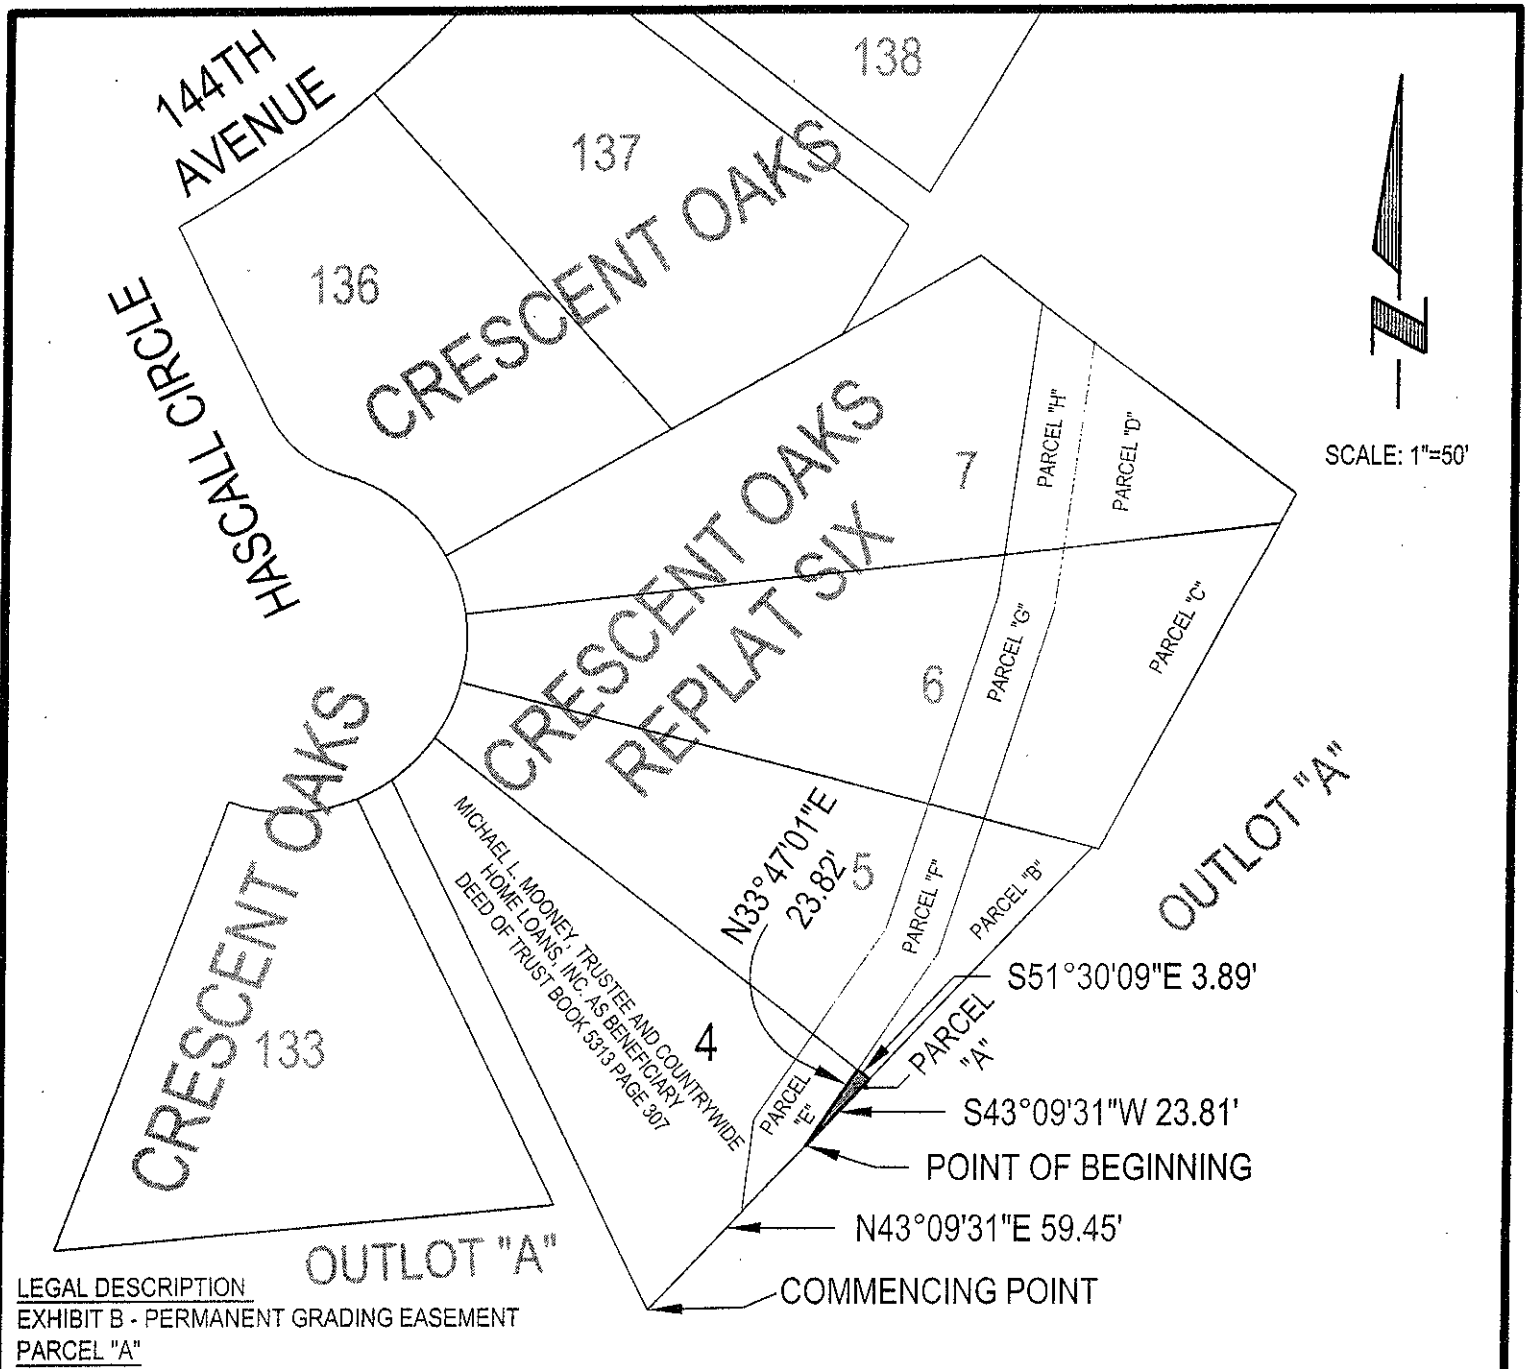 144TH
AVENUE
138
137
CRESCENT OAKS
136
HASCALL CIRCLE
SCALE: 1"=50'
CRESCENT OAKS
REPLAT SIX
7
PARCEL "H"
PARCEL "D"
6
PARCEL "G"
PARCEL "C"
OUTLOT "A"
CRESCENT OAKS
133
MICHAEL L. MOONEY, TRUSTEE AND COUNTRYWIDE
HOME LOANS, INC. AS BENEFICIARY
DEED OF TRUST BOOK 5313 PAGE 307
N33°47'01"E
23.82'
5
PARCEL "F"
PARCEL "B"
S51°30'09"E 3.89'
4
PARCEL
"A"
PARCEL
"E"
S43°09'31"W 23.81'
POINT OF BEGINNING
N43°09'31"E 59.45'
OUTLOT "A"
COMMENCING POINT
LEGAL DESCRIPTION
EXHIBIT B - PERMANENT GRADING EASEMENT
PARCEL "A"